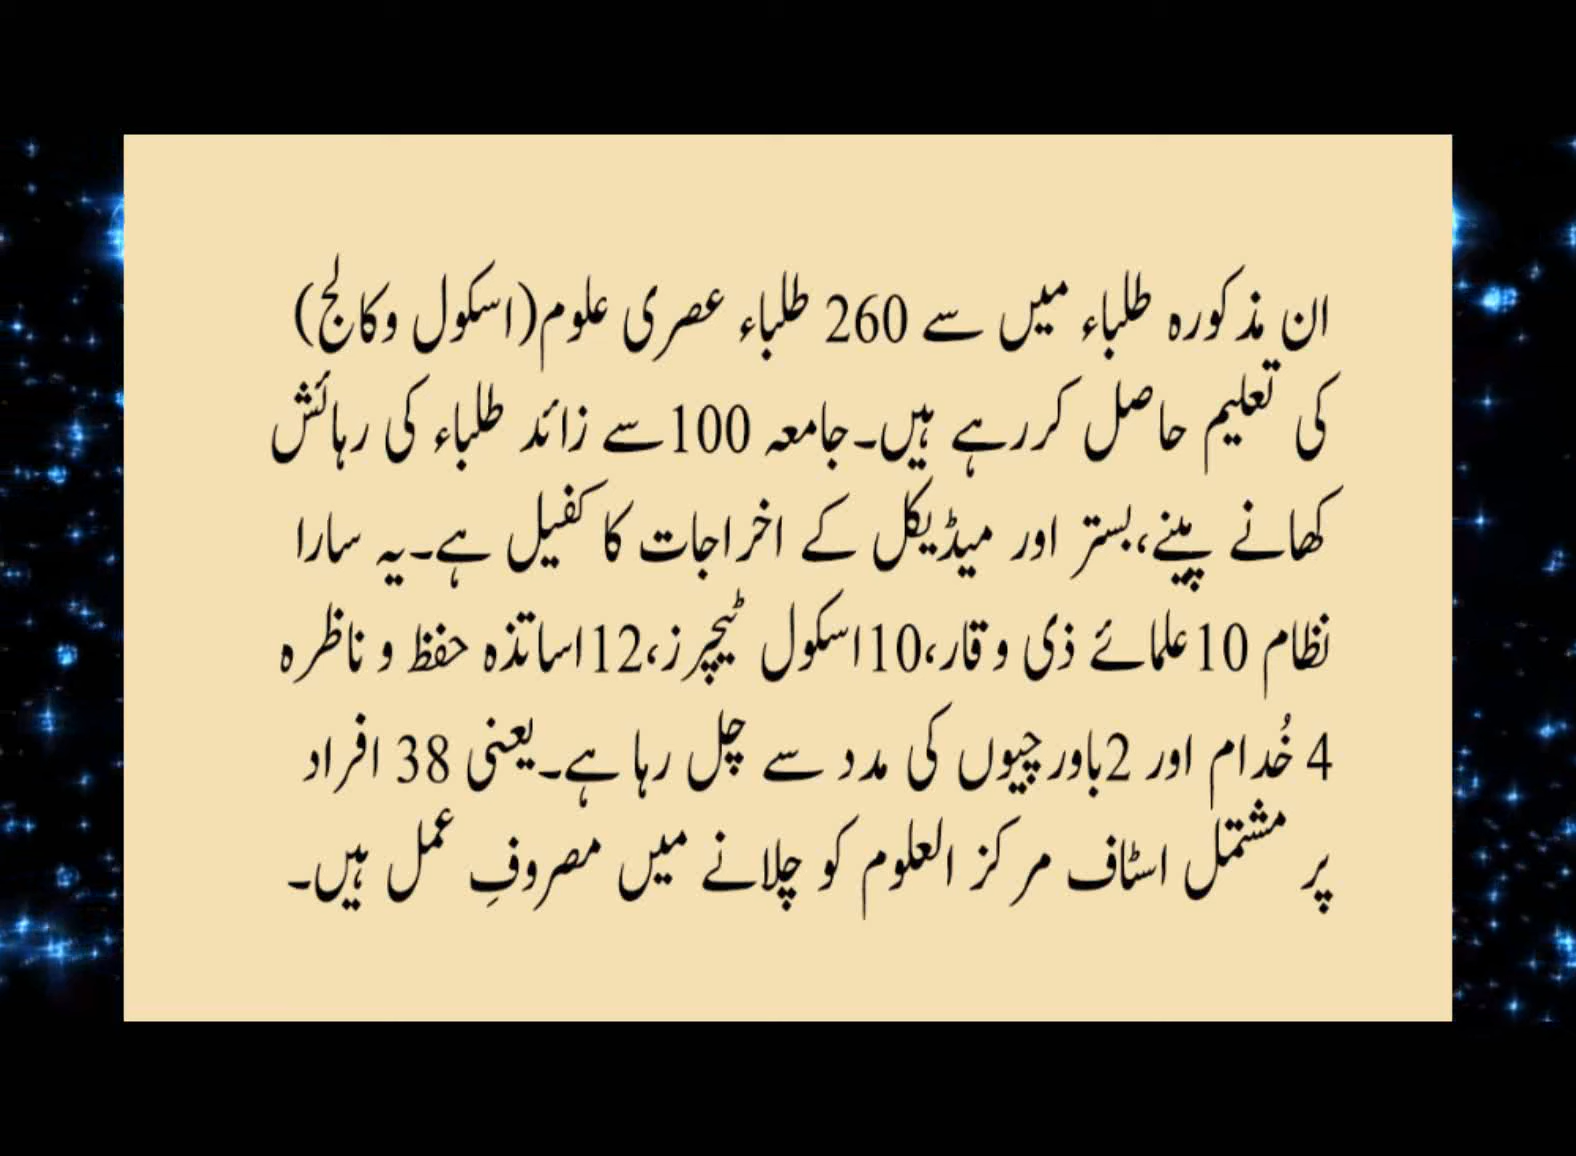 ان مذکورہ طلباء میں سے 260 طلباء عصری علوم(اسکول وکالج)
کی تعلیم حاصل کررہے ہیں۔جامعہ 100سے زائد طلباء کی رہائش
کھانے پینے،بستر اور میڈیکل کے اخراجات کا کفیل ہے۔یہ سارا
نظام 10علمائے ذی وقار،10اسکول ٹیچرز،12اساتذہ حفظ و ناظرہ
4 خُدام اور 2باورچیوں کی مدد سے چل رہا ہے۔یعنی 38 افراد
پر مشتمل اسٹاف مرکز العلوم کو چلانے میں مصروفِ عمل ہیں۔